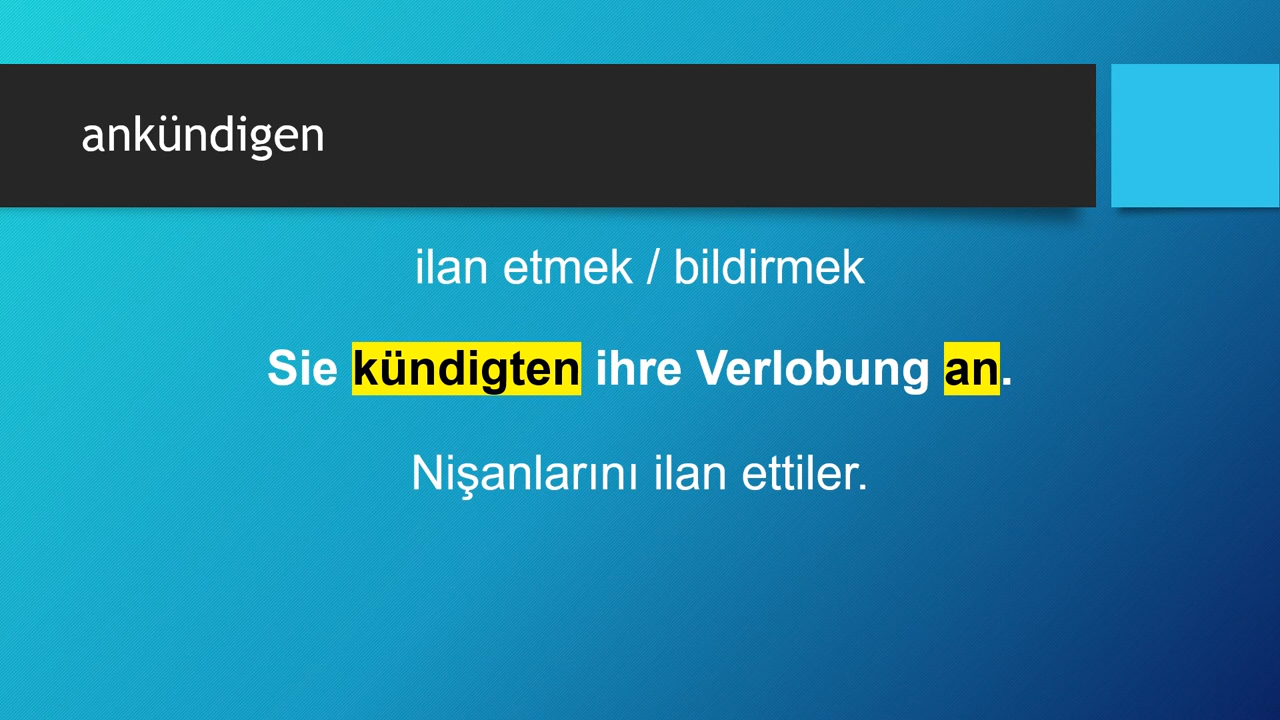 ankündigen
ilan etmek / bildirmek
Sie kündigten ihre Verlobung an.
Nişanlarını ilan ettiler.